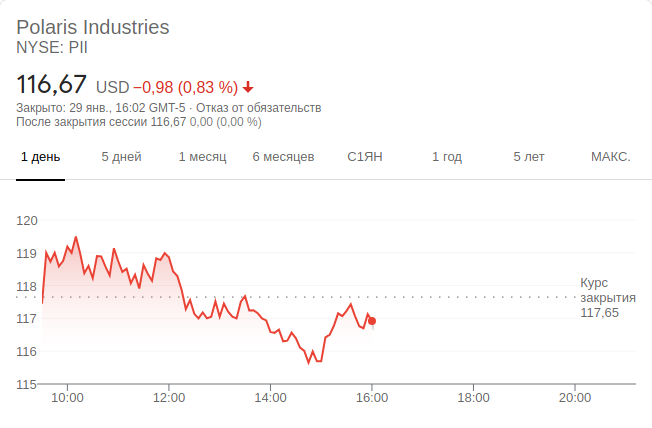 Polaris Industries
NYSE: PII
116,67 USD −0,98 (0,83 %)
Закрыто: 29 янв., 16:02 GMT-5 · Отказ от обязательств
После закрытия сессии 116,67 0,00 (0,00 %)
1 день 5 дней 1 месяц 6 месяцев С1ЯН 1 год 5 лет МАКС.
120
119
118
117
116
115
Курс
закрытия
117,65
10:00 12:00 14:00 16:00 18:00 20:00